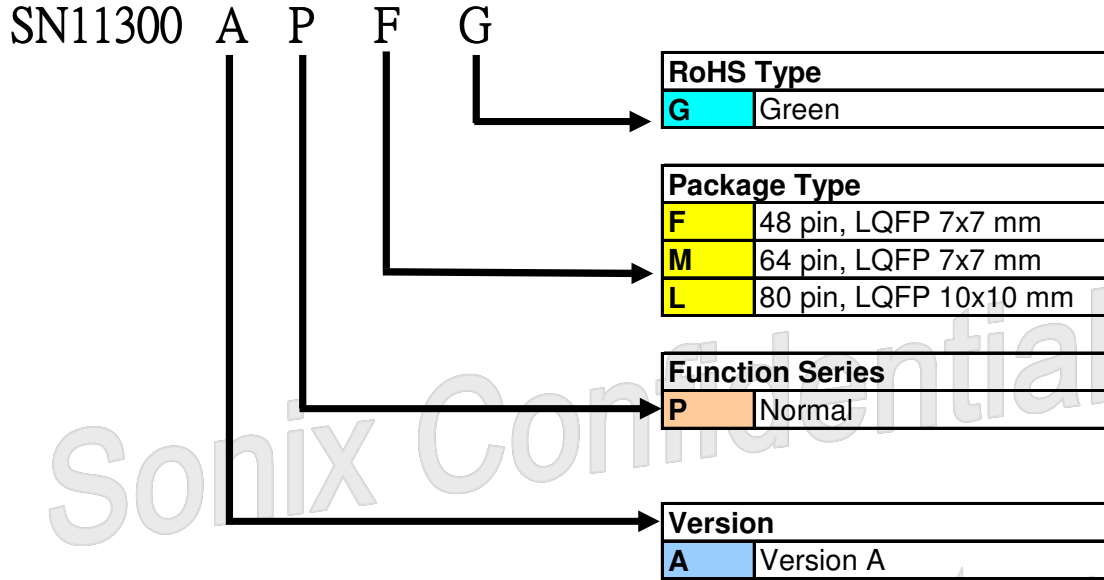 SN11300 A P F G
RoHS Type
G Green
Package Type
F 48 pin, LQFP 7x7 mm
M 64 pin, LQFP 7x7 mm
L 80 pin, LQFP 10x10 mm
Function Series
P Normal
Version
A Version A
Sonix Confidential